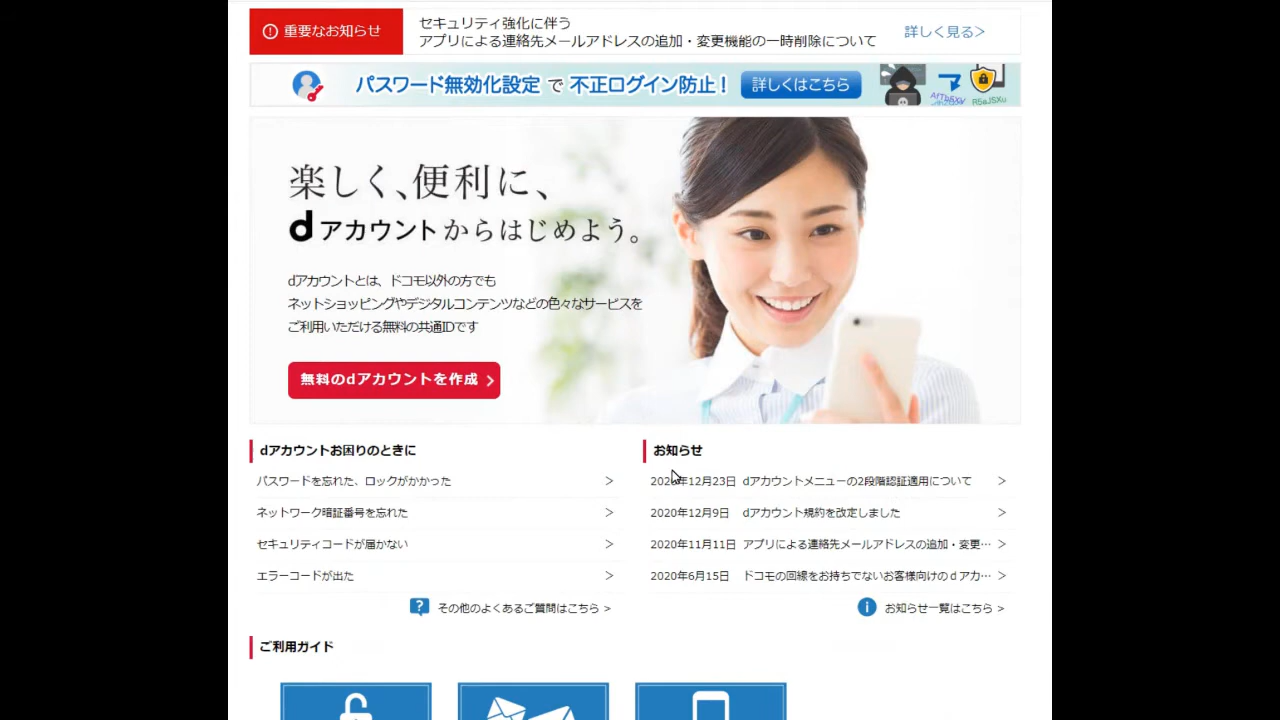 重要なお知らせ
セキュリティ強化に伴う
アプリによる連絡先メールアドレスの追加・変更機能の一時削除について
詳しく見る>
パスワード無効化設定 で 不正ログイン防止！
詳しくはこちら
R5aJSXu
楽しく、便利に、
dアカウントからはじめよう。
dアカウントとは、ドコモ以外の方でも
ネットショッピングやデジタルコンテンツなどの色々なサービスを
ご利用いただける無料の共通IDです
無料のdアカウントを作成
dアカウントお困りのときに
パスワードを忘れた、ロックがかかった
ネットワーク暗証番号を忘れた
セキュリティコードが届かない
エラーコードが出た
その他のよくあるご質問はこちら >
お知らせ
2020年12月23日 dアカウントメニューの2段階認証適用について
2020年12月9日 dアカウント規約を改定しました
2020年11月11日 アプリによる連絡先メールアドレスの追加・変更…
2020年6月15日 ドコモの回線をお持ちでないお客様向けのｄアカ…
お知らせ一覧はこちら >
ご利用ガイド